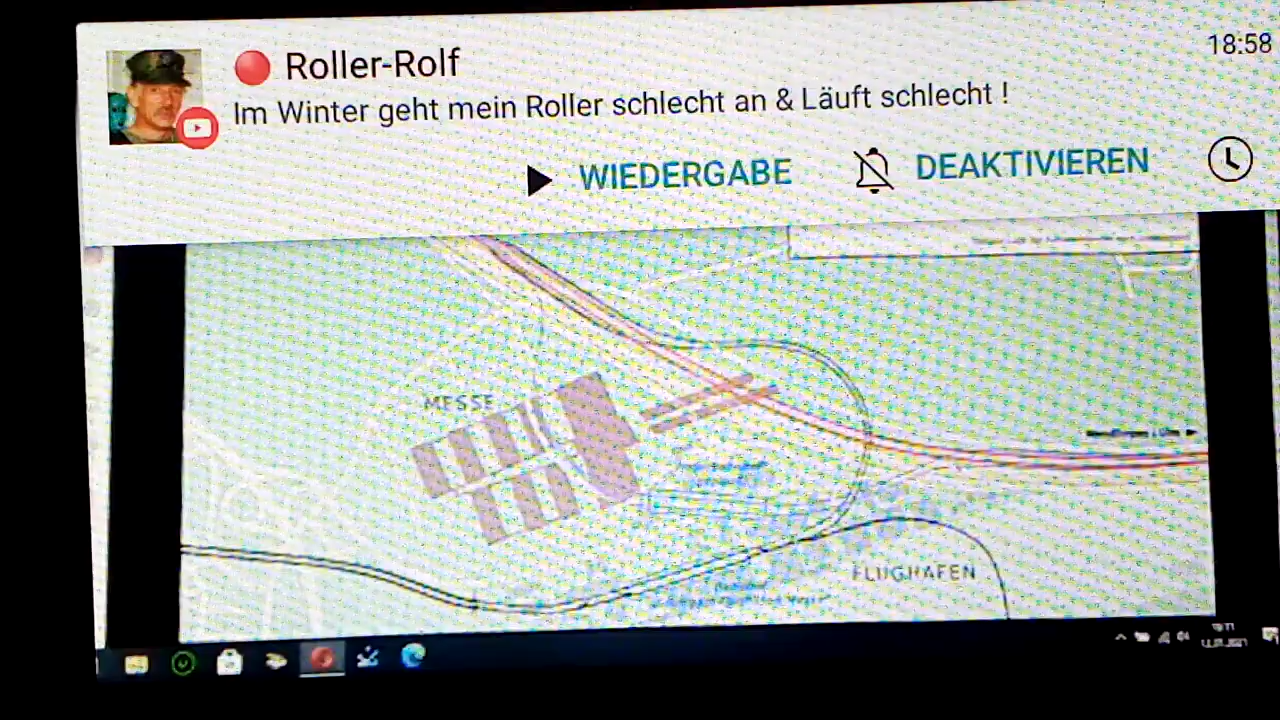 18:58
Roller-Rolf
Im Winter geht mein Roller schlecht an & Läuft schlecht !
WIEDERGABE
DEAKTIVIEREN
MESSE
FLUGHAFEN